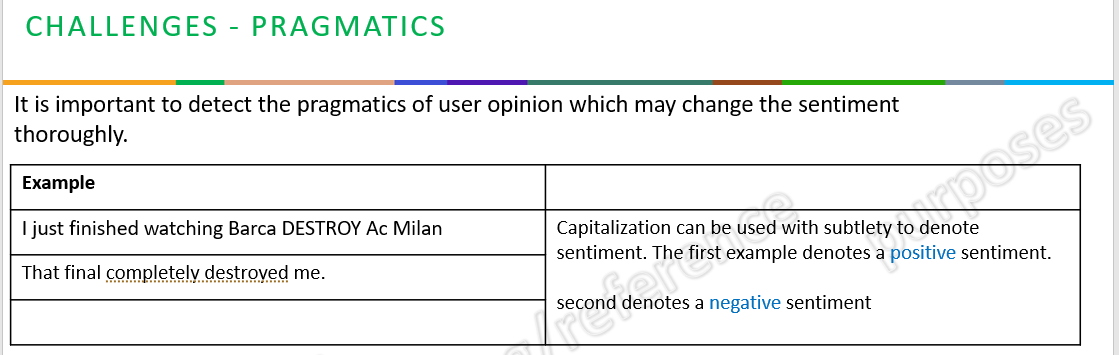 CHALLENGES - PRAGMATICS
It is important to detect the pragmatics of user opinion which may change the sentiment
thoroughly.
Example
I just finished watching Barca DESTROY Ac Milan
That final completely destroyed me.
Capitalization can be used with subtlety to denote
sentiment. The first example denotes a positive sentiment.
second denotes a negative sentiment
/reference purposes